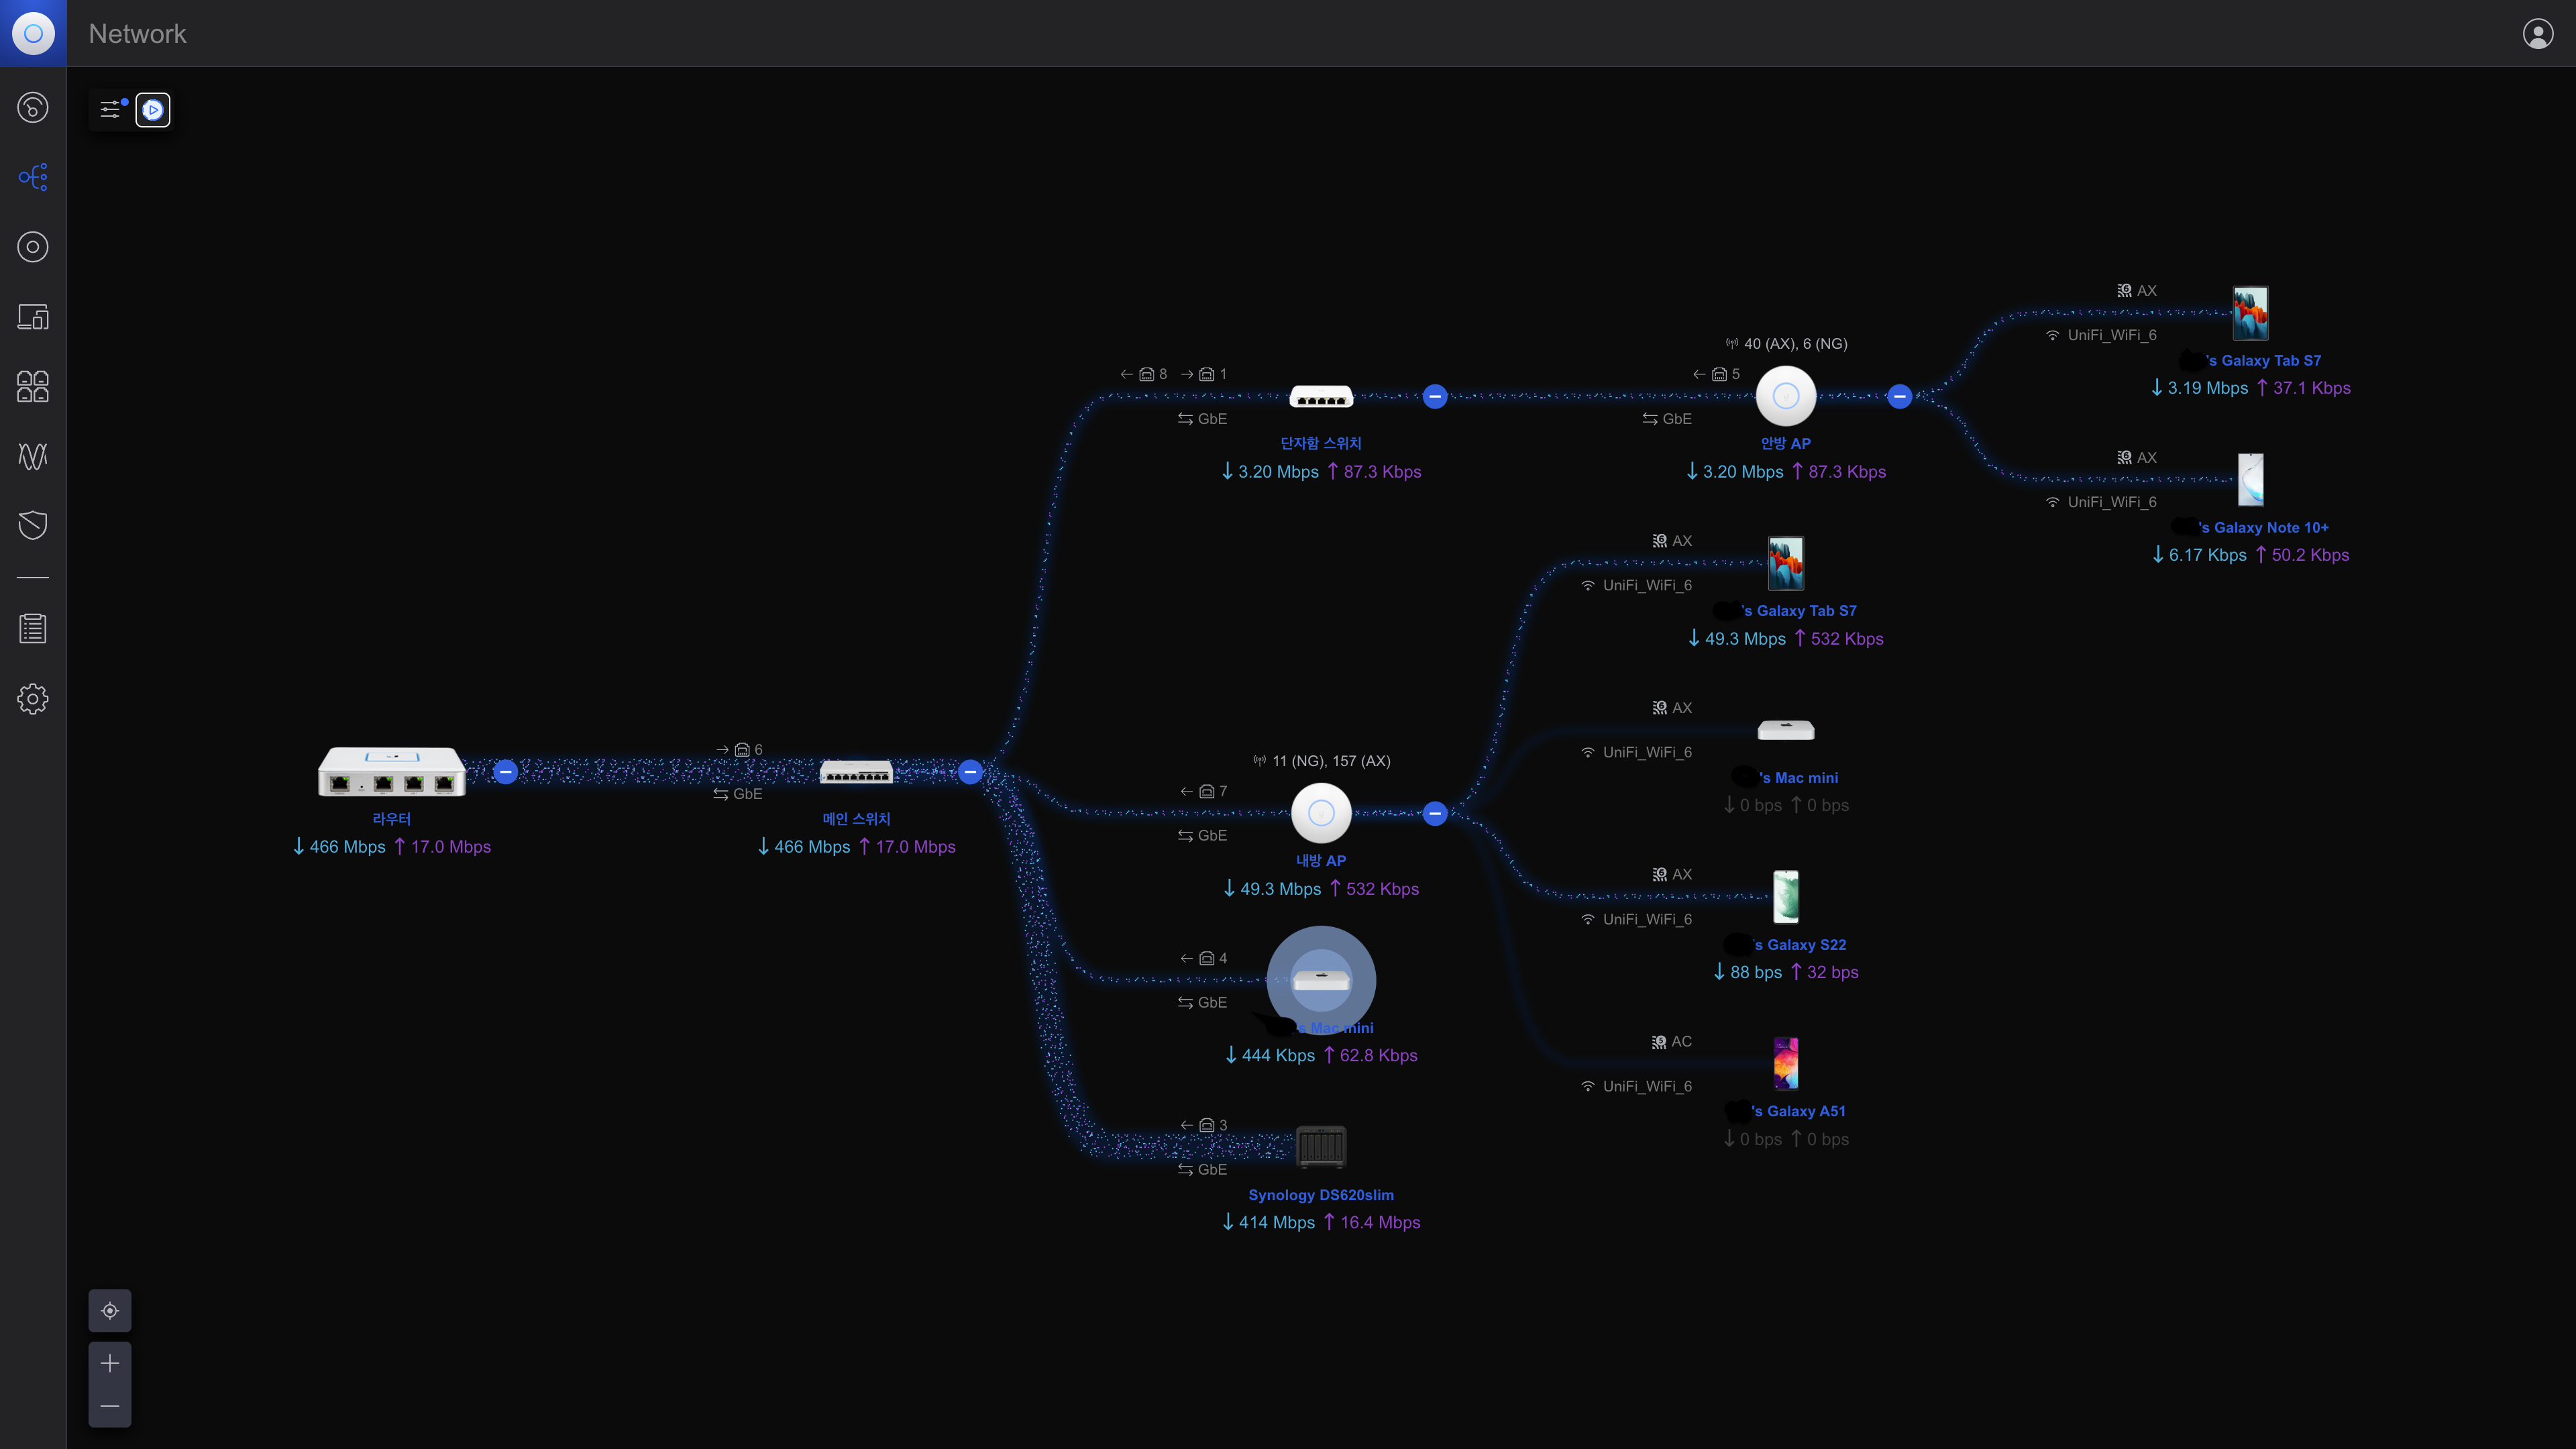 Network
AX
UniFi_WiFi_6
's Galaxy Tab S7
↓ 3.19 Mbps ↑ 37.1 Kbps
40 (AX), 6 (NG)
← 8 → 1
GbE
단자함 스위치
↓ 3.20 Mbps ↑ 87.3 Kbps
← 5
GbE
안방 AP
↓ 3.20 Mbps ↑ 87.3 Kbps
AX
UniFi_WiFi_6
's Galaxy Note 10+
↓ 6.17 Kbps ↑ 50.2 Kbps
AX
UniFi_WiFi_6
's Galaxy Tab S7
↓ 49.3 Mbps ↑ 532 Kbps
AX
UniFi_WiFi_6
's Mac mini
↓ 0 bps ↑ 0 bps
→ 6
GbE
라우터
↓ 466 Mbps ↑ 17.0 Mbps
메인 스위치
↓ 466 Mbps ↑ 17.0 Mbps
11 (NG), 157 (AX)
← 7
GbE
내방 AP
↓ 49.3 Mbps ↑ 532 Kbps
AX
UniFi_WiFi_6
's Galaxy S22
↓ 88 bps ↑ 32 bps
← 4
GbE
s Mac mini
↓ 444 Kbps ↑ 62.8 Kbps
AC
UniFi_WiFi_6
's Galaxy A51
↓ 0 bps ↑ 0 bps
← 3
GbE
Synology DS620slim
↓ 414 Mbps ↑ 16.4 Mbps